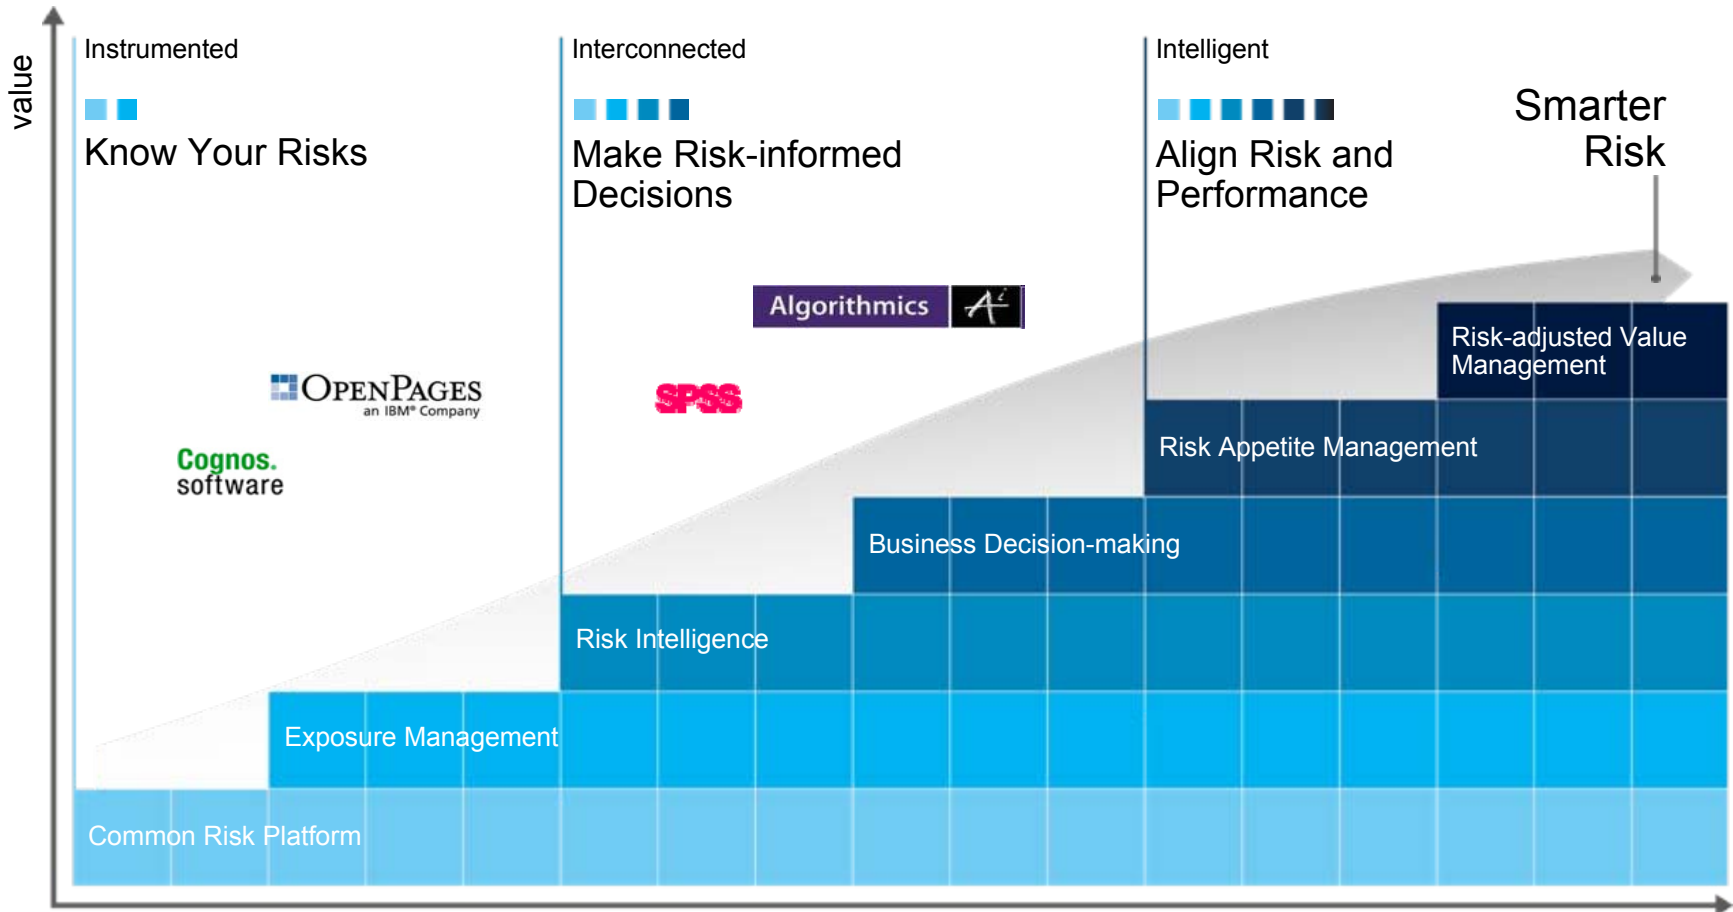 value
Instrumented
Know Your Risks
Interconnected
Make Risk-informed
Decisions
Intelligent
Align Risk and
Performance
Smarter
Risk
Algorithmics Ai
OPENPAGES
an IBM® Company
SPSS
Cognos.
software
Risk-adjusted Value
Management
Risk Appetite Management
Business Decision-making
Risk Intelligence
Exposure Management
Common Risk Platform